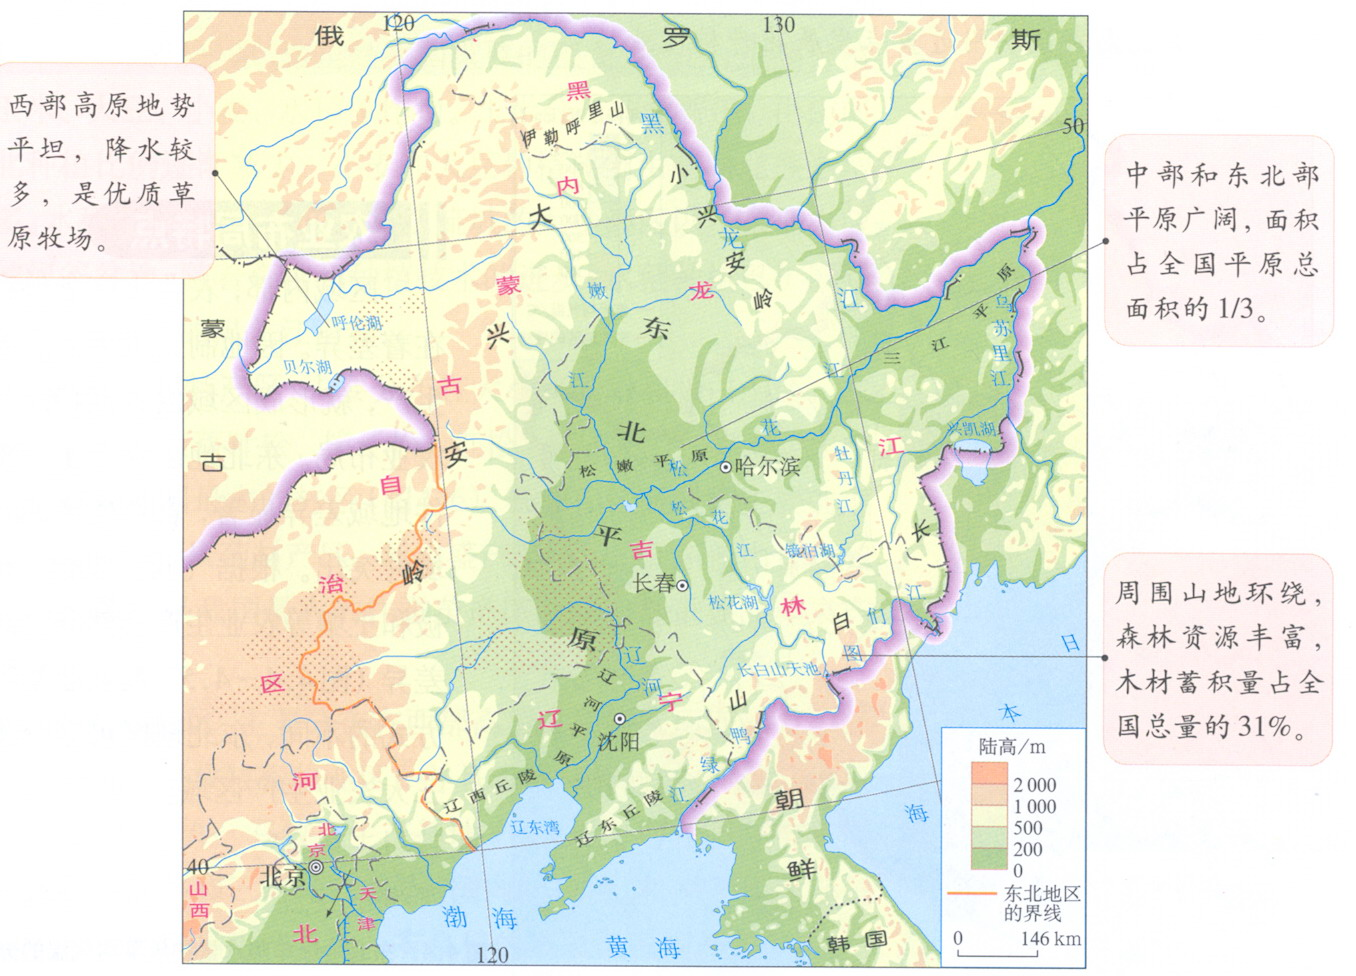 西部高原地势
平坦，降水较
多，是优质草
原牧场。
中部和东北部
平原广阔，面积
占全国平原总
面积的1/3。
周围山地环绕，
森林资源丰富，
木材蓄积量占全
国总量的31%。
120
130
俄罗斯
50
黑龙江
伊勒呼里山
黑龙江
小兴安岭
内蒙古自治区
大兴安岭
嫩江
东北平原
三江平原
乌苏里江
蒙古
呼伦湖
贝尔湖
松花江
兴凯湖
松嫩平原
哈尔滨
牡丹江
松花江
吉林
镜泊湖
长春
松花湖
长白山
图们江
长白山天池
辽河
辽河平原
辽宁
沈阳
鸭绿江
辽西丘陵
辽东丘陵
辽东湾
朝鲜
韩国
日本海
河北
北京
北京
天津
山西
40
渤海
黄海
120
陆高/m
2 000
1 000
500
200
0
东北地区
的界线
0 146 km